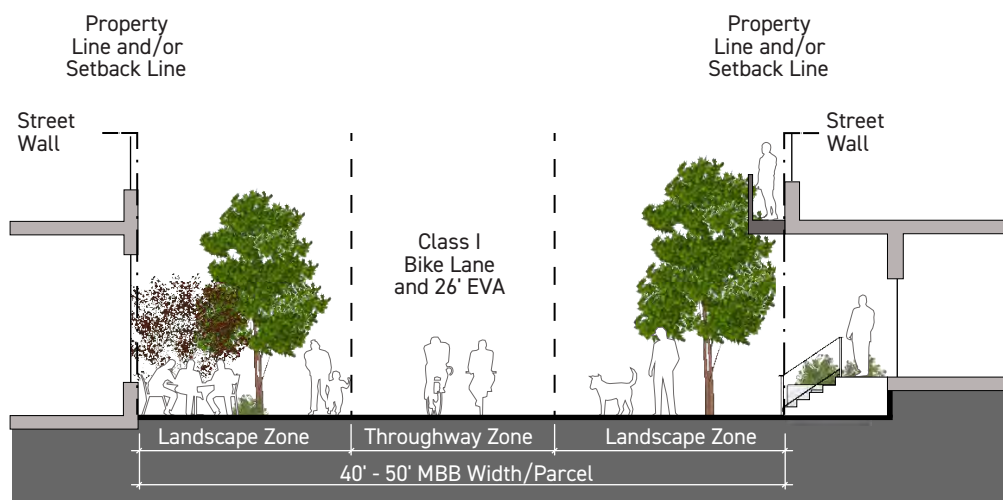 Property
Line and/or
Setback Line
Property
Line and/or
Setback Line
Street
Wall
Street
Wall
Class I
Bike Lane
and 26' EVA
Landscape Zone
Throughway Zone
Landscape Zone
40' - 50' MBB Width/Parcel